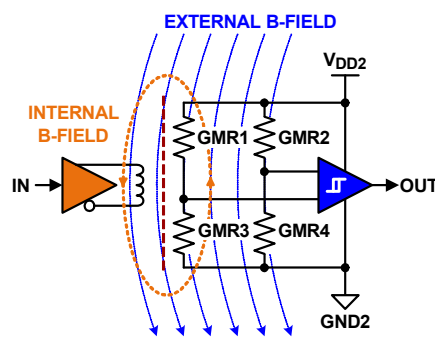 EXTERNAL B-FIELD
VDD2
INTERNAL
B-FIELD
GMR1
GMR2
IN
OUT
GMR3
GMR4
GND2